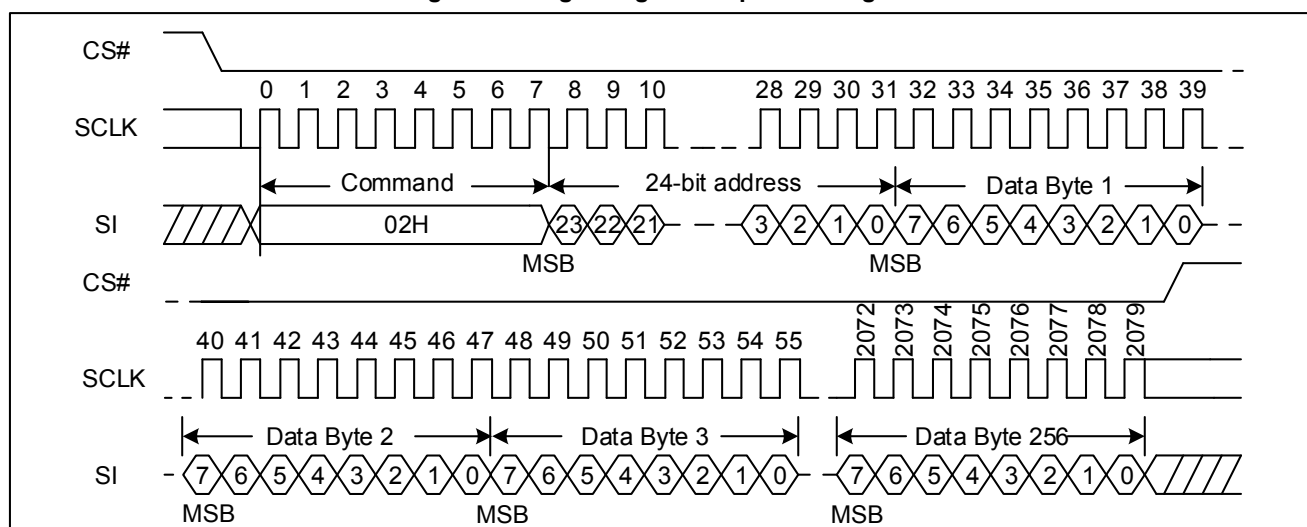 CS#
0 1 2 3 4 5 6 7 8 9 10 28 29 30 31 32 33 34 35 36 37 38 39
SCLK
Command 24-bit address Data Byte 1
SI 02H 23 22 21 3 2 1 0 7 6 5 4 3 2 1 0
MSB MSB
CS#
40 41 42 43 44 45 46 47 48 49 50 51 52 53 54 55 2072 2073 2074 2075 2076 2077 2078 2079
SCLK
Data Byte 2 Data Byte 3 Data Byte 256
SI 7 6 5 4 3 2 1 0 7 6 5 4 3 2 1 0 7 6 5 4 3 2 1 0
MSB MSB MSB